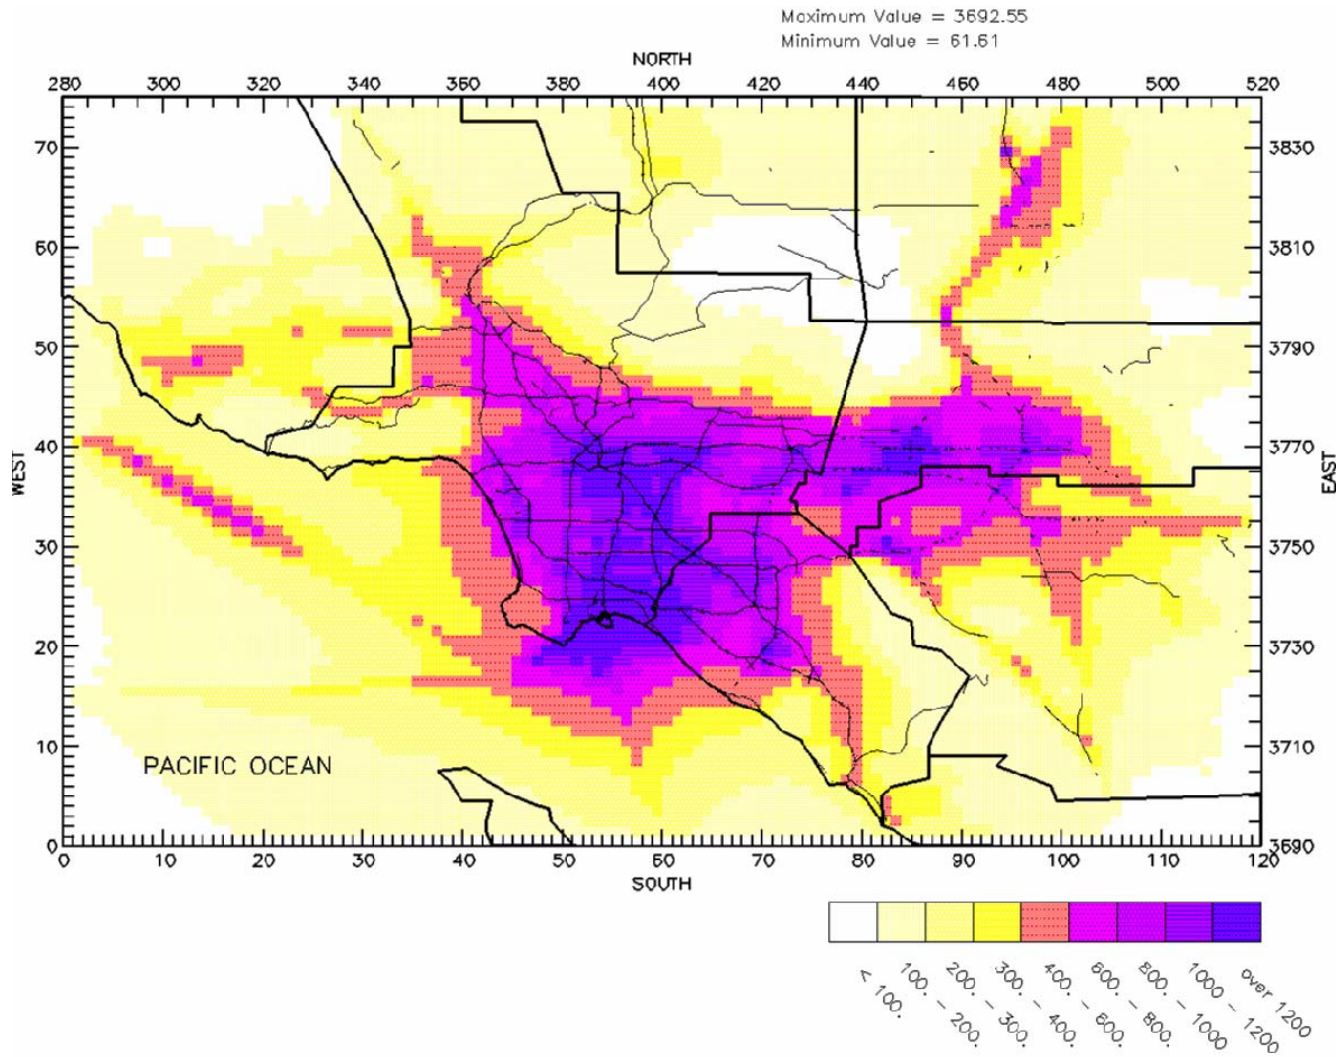 Maximum Value = 3692.55
Minimum Value = 61.61
NORTH
280 300 320 340 360 380 400 420 440 460 480 500 520
70 3830
60 3810
50 3790
40 3770
WEST
EAST
30 3750
20 3730
10 3710
PACIFIC OCEAN
0 3690
0 10 20 30 40 50 60 70 80 90 100 110 120
SOUTH
< 100.
100. - 200.
200. - 300.
300. - 400.
400. - 600.
600. - 800.
800. - 1000
1000 - 1200
over 1200